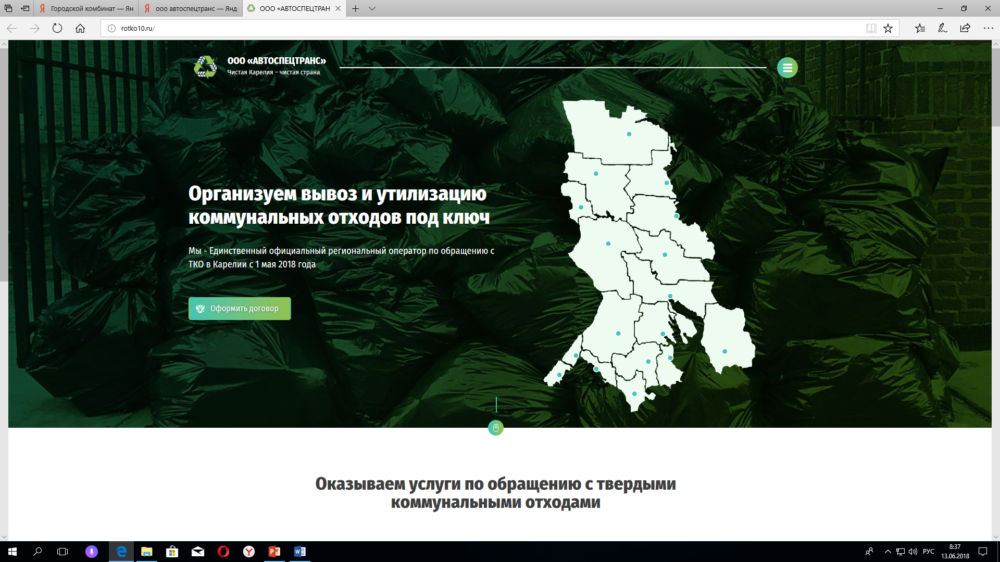 Городской комбинат — Ян
ооо автоспецтранс — Янд
ООО «АВТОСПЕЦТРАН
rotko10.ru/
ООО «АВТОСПЕЦТРАНС»
Чистая Карелия – чистая страна
Организуем вывоз и утилизацию
коммунальных отходов под ключ
Мы - Единственный официальный региональный оператор по обращению с
ТКО в Карелии с 1 мая 2018 года
Оформить договор
Оказываем услуги по обращению с твердыми
коммунальными отходами
РУС
8:37
13.06.2018